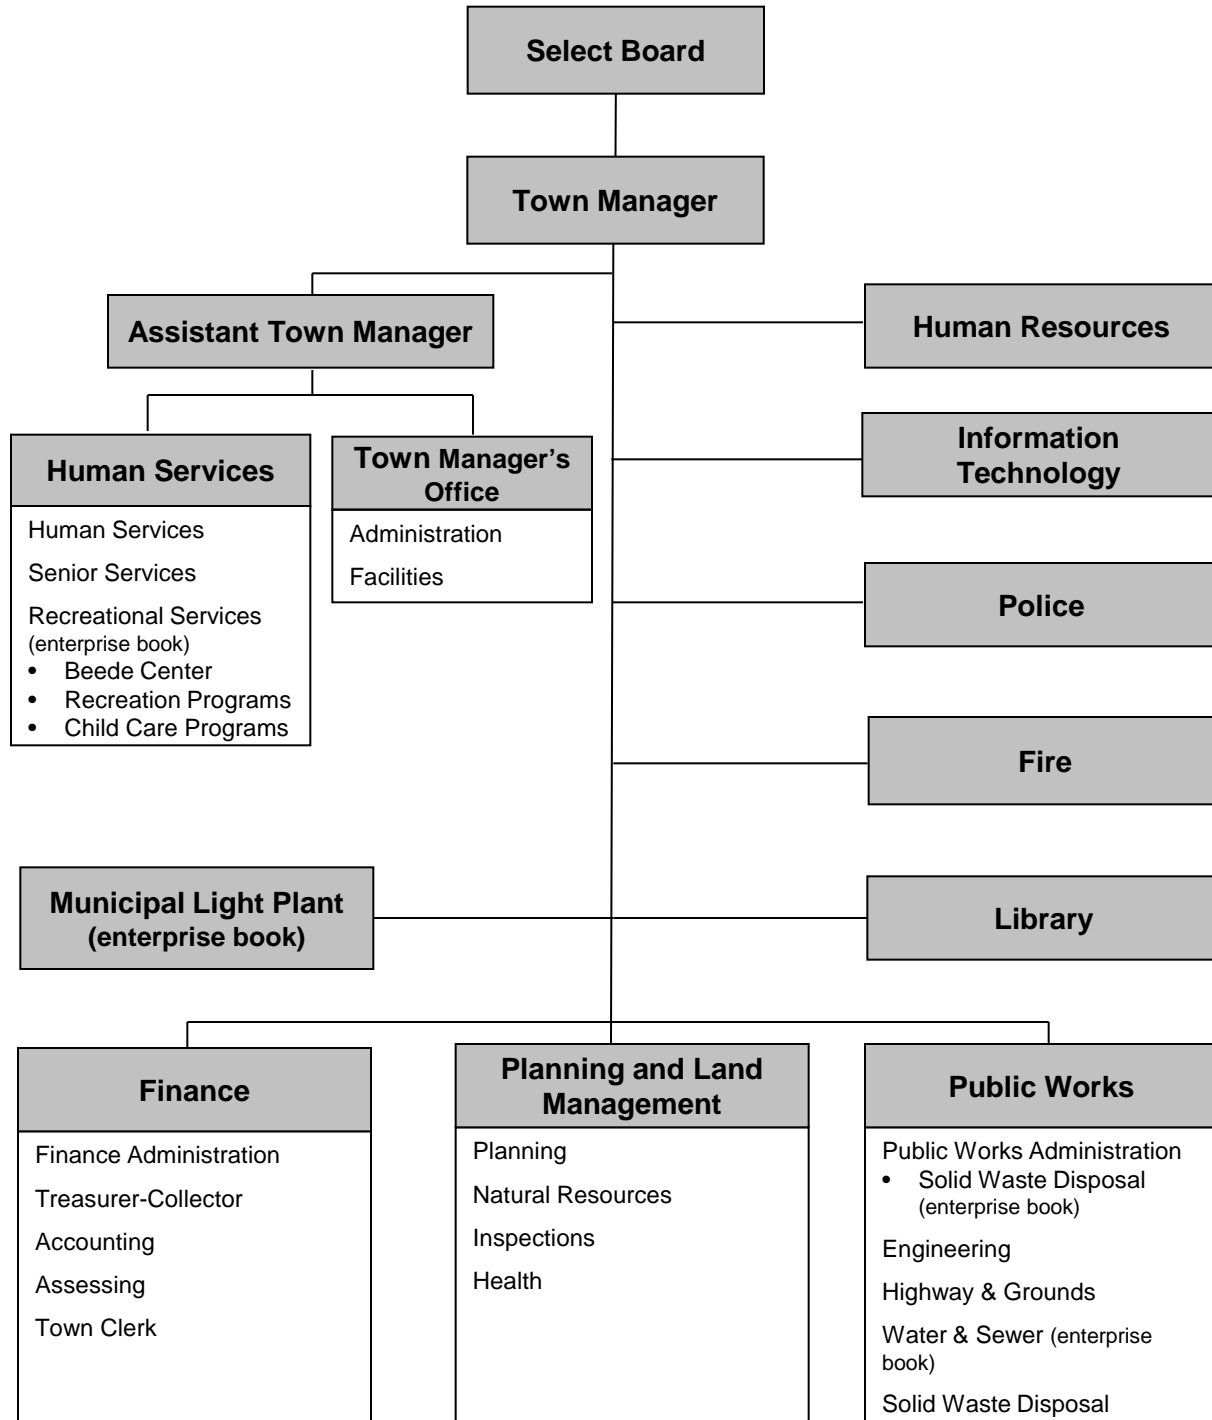 Select Board
Town Manager
Assistant Town Manager
Human Resources
Information
Technology
Human Services
Human Services
Senior Services
Recreational Services
(enterprise book)
• Beede Center
• Recreation Programs
• Child Care Programs
Town Manager’s
Office
Administration
Facilities
Police
Fire
Municipal Light Plant
(enterprise book)
Library
Finance
Finance Administration
Treasurer-Collector
Accounting
Assessing
Town Clerk
Planning and Land
Management
Planning
Natural Resources
Inspections
Health
Public Works
Public Works Administration
• Solid Waste Disposal
(enterprise book)
Engineering
Highway & Grounds
Water & Sewer (enterprise
book)
Solid Waste Disposal